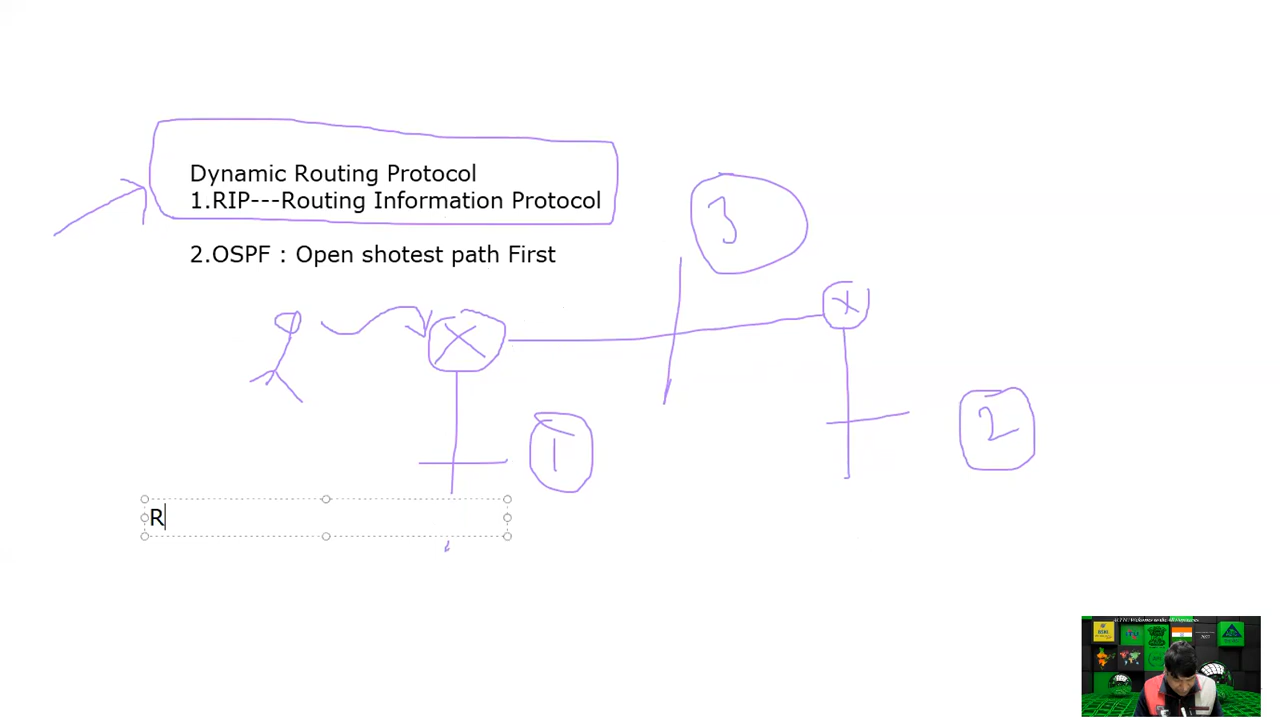 Dynamic Routing Protocol
1.RIP---Routing Information Protocol
2.OSPF : Open shotest path First
3
X
X
1
2
R